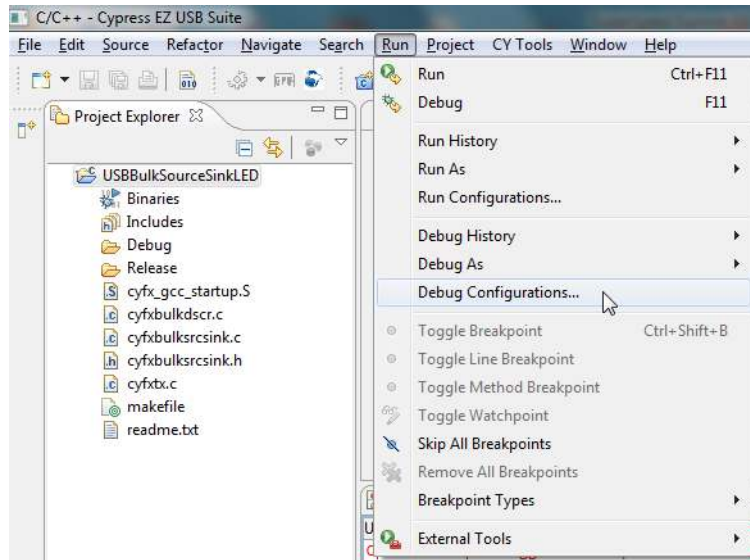 C/C++ - Cypress EZ USB Suite
File Edit Source Refactor Navigate Search Run Project CY Tools Window Help
Project Explorer
USBBulkSourceSinkLED
Binaries
Includes
Debug
Release
cyfx_gcc_startup.S
cyfxbulkdscr.c
cyfxbulksrcsink.c
cyfxbulksrcsink.h
cyfxtx.c
makefile
readme.txt
Run Ctrl+F11
Debug F11
Run History
Run As
Run Configurations...
Debug History
Debug As
Debug Configurations...
Toggle Breakpoint Ctrl+Shift+B
Toggle Line Breakpoint
Toggle Method Breakpoint
Toggle Watchpoint
Skip All Breakpoints
Remove All Breakpoints
Breakpoint Types
External Tools